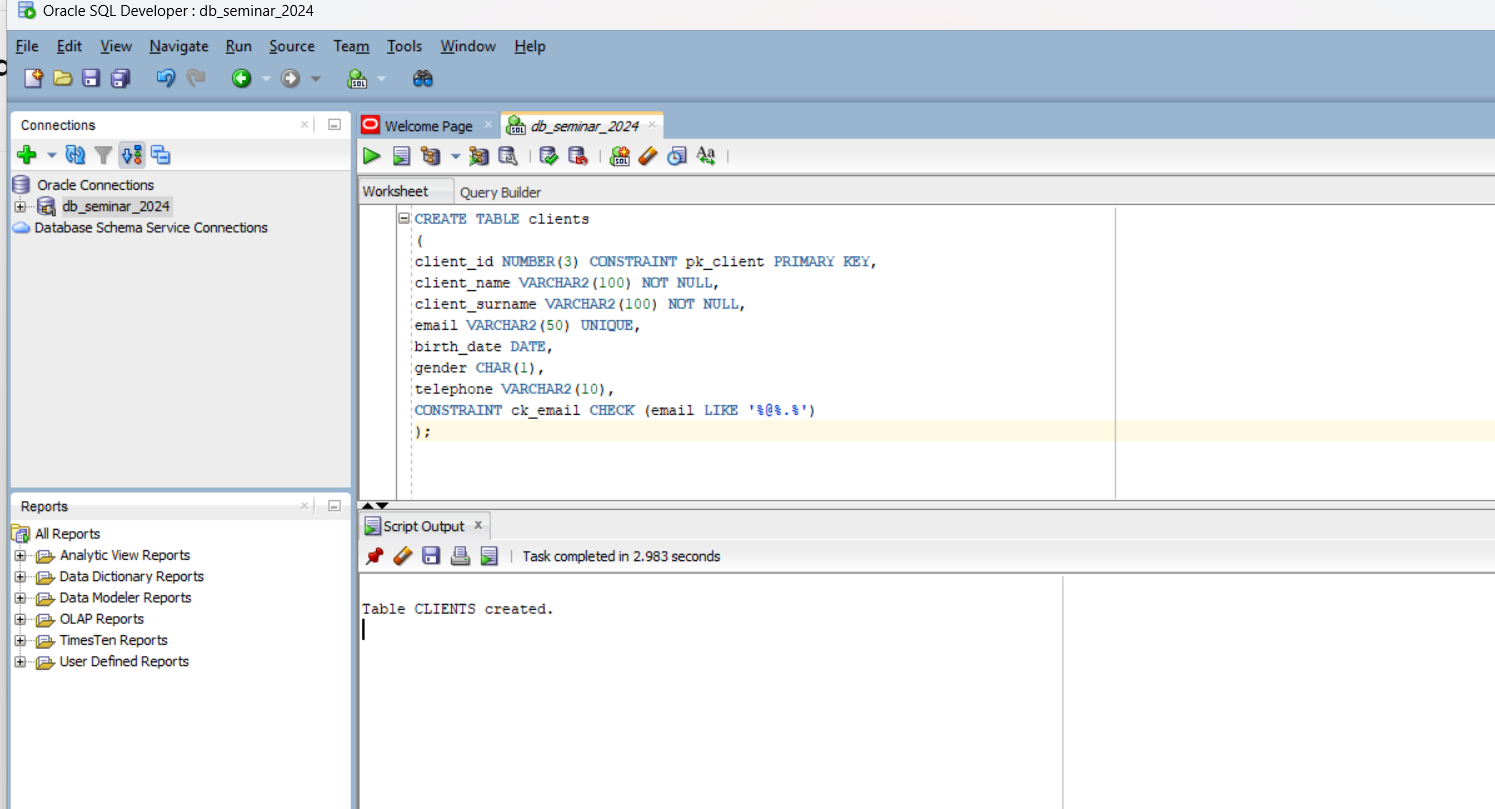 Oracle SQL Developer : db_seminar_2024
File Edit View Navigate Run Source Team Tools Window Help
Connections
Oracle Connections
db_seminar_2024
Database Schema Service Connections
Reports
All Reports
Analytic View Reports
Data Dictionary Reports
Data Modeler Reports
OLAP Reports
TimesTen Reports
User Defined Reports
Welcome Page
db_seminar_2024
Worksheet Query Builder
CREATE TABLE clients
(
client_id NUMBER(3) CONSTRAINT pk_client PRIMARY KEY,
client_name VARCHAR2(100) NOT NULL,
client_surname VARCHAR2(100) NOT NULL,
email VARCHAR2(50) UNIQUE,
birth_date DATE,
gender CHAR(1),
telephone VARCHAR2(10),
CONSTRAINT ck_email CHECK (email LIKE '%@%.%')
);
Script Output
Task completed in 2.983 seconds
Table CLIENTS created.